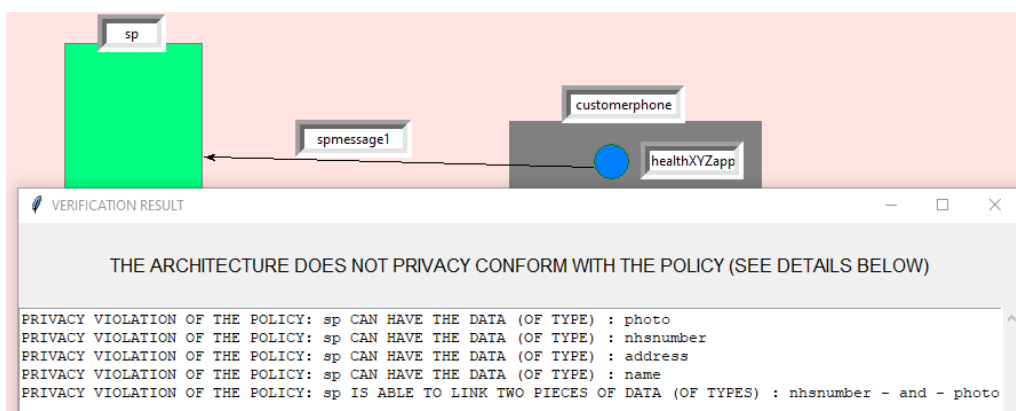 sp
customerphone
spmessage1
healthXYZapp
VERIFICATION RESULT
THE ARCHITECTURE DOES NOT PRIVACY CONFORM WITH THE POLICY (SEE DETAILS BELOW)
PRIVACY VIOLATION OF THE POLICY: sp CAN HAVE THE DATA (OF TYPE) : photo
PRIVACY VIOLATION OF THE POLICY: sp CAN HAVE THE DATA (OF TYPE) : nhsnumber
PRIVACY VIOLATION OF THE POLICY: sp CAN HAVE THE DATA (OF TYPE) : address
PRIVACY VIOLATION OF THE POLICY: sp CAN HAVE THE DATA (OF TYPE) : name
PRIVACY VIOLATION OF THE POLICY: sp IS ABLE TO LINK TWO PIECES OF DATA (OF TYPES) : nhsnumber - and - photo